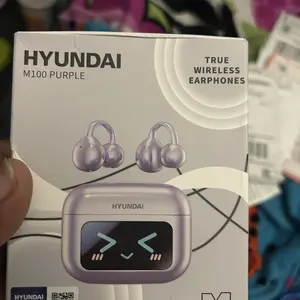 HYUNDAI
M100 PURPLE
TRUE
WIRELESS
EARPHONES
HYUNDAI
HYUNDAI